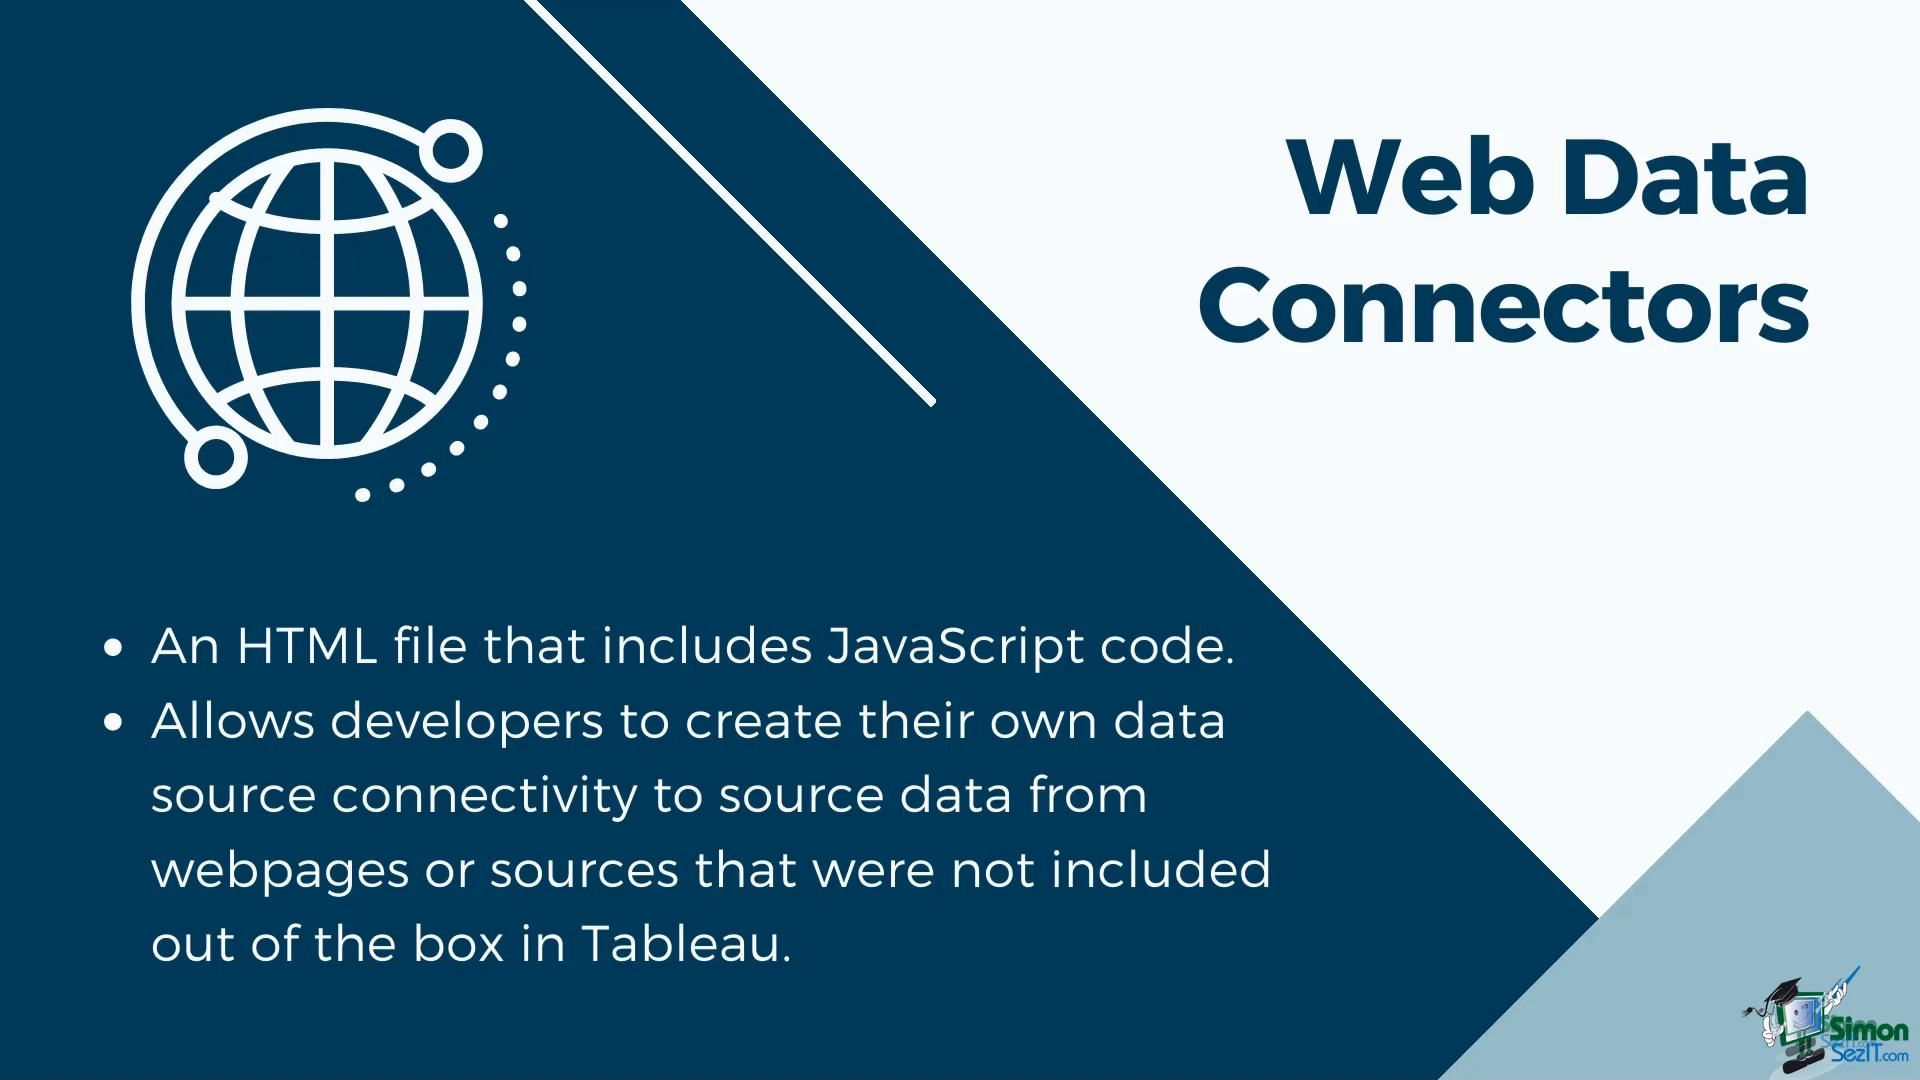 Web Data
Connectors
• An HTML file that includes JavaScript code.
• Allows developers to create their own data
source connectivity to source data from
webpages or sources that were not included
out of the box in Tableau.
Simon
SezIT.com